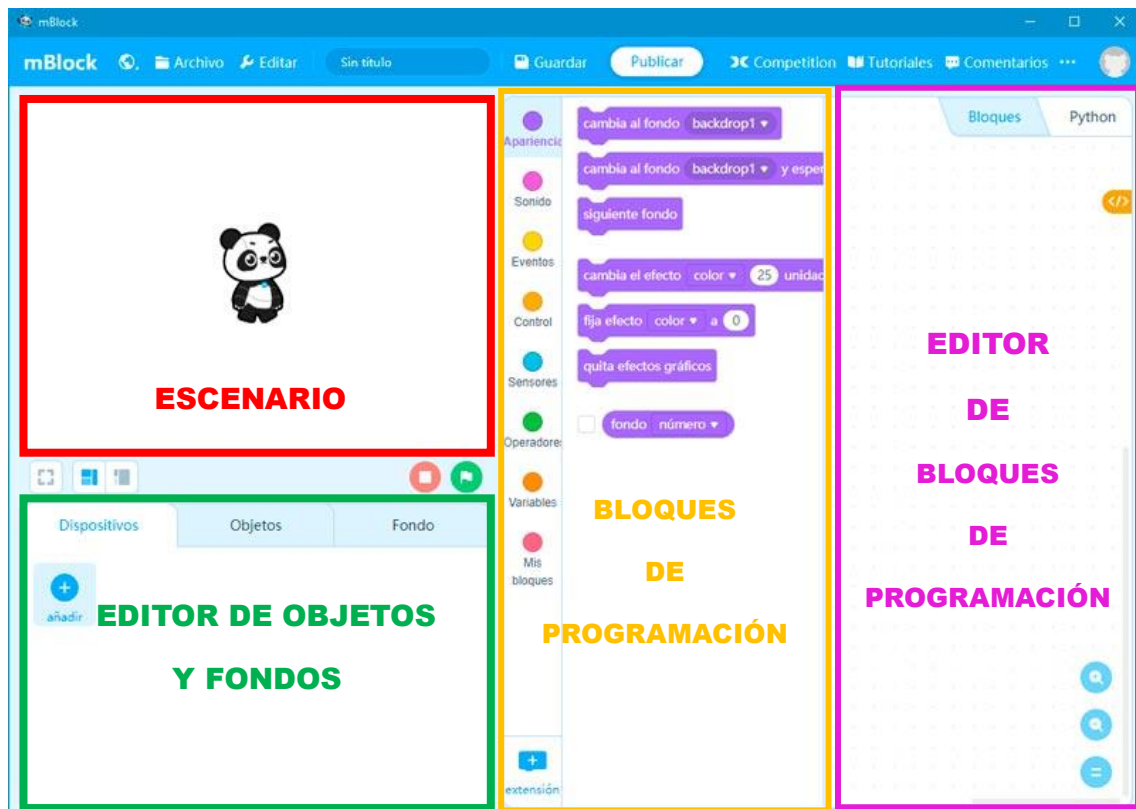 mBlock
mBlock Archivo Editar Sin título Guardar Publicar Competition Tutoriales Comentarios
ESCENARIO
Dispositivos Objetos Fondo
añadir
EDITOR DE OBJETOS
Y FONDOS
Apariencia
Sonido
Eventos
Control
Sensores
Operadores
Variables
Mis
bloques
extensión
cambia al fondo backdrop1
cambia al fondo backdrop1 y esper
siguiente fondo
cambia el efecto color 25 unidad
fija efecto color a 0
quita efectos gráficos
fondo número
BLOQUES
DE
PROGRAMACIÓN
Bloques Python
</>
EDITOR
DE
BLOQUES
DE
PROGRAMACIÓN